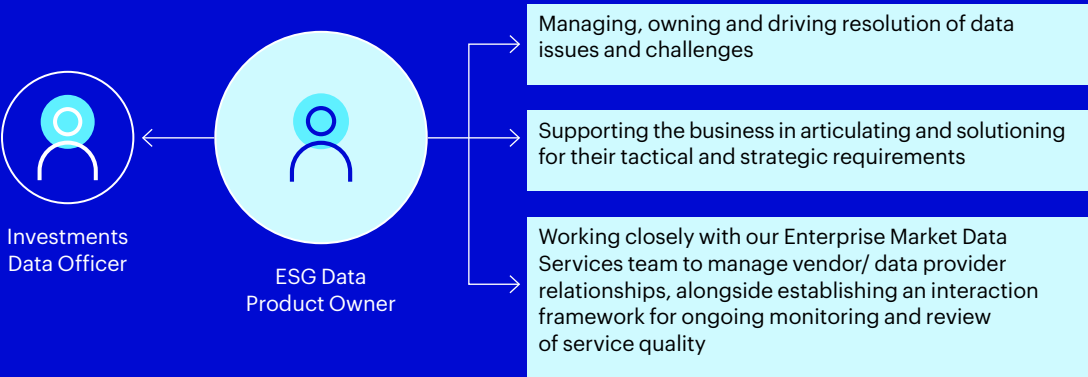 Investments
Data Officer
ESG Data
Product Owner
Managing, owning and driving resolution of data
issues and challenges
Supporting the business in articulating and solutioning
for their tactical and strategic requirements
Working closely with our Enterprise Market Data
Services team to manage vendor/ data provider
relationships, alongside establishing an interaction
framework for ongoing monitoring and review
of service quality